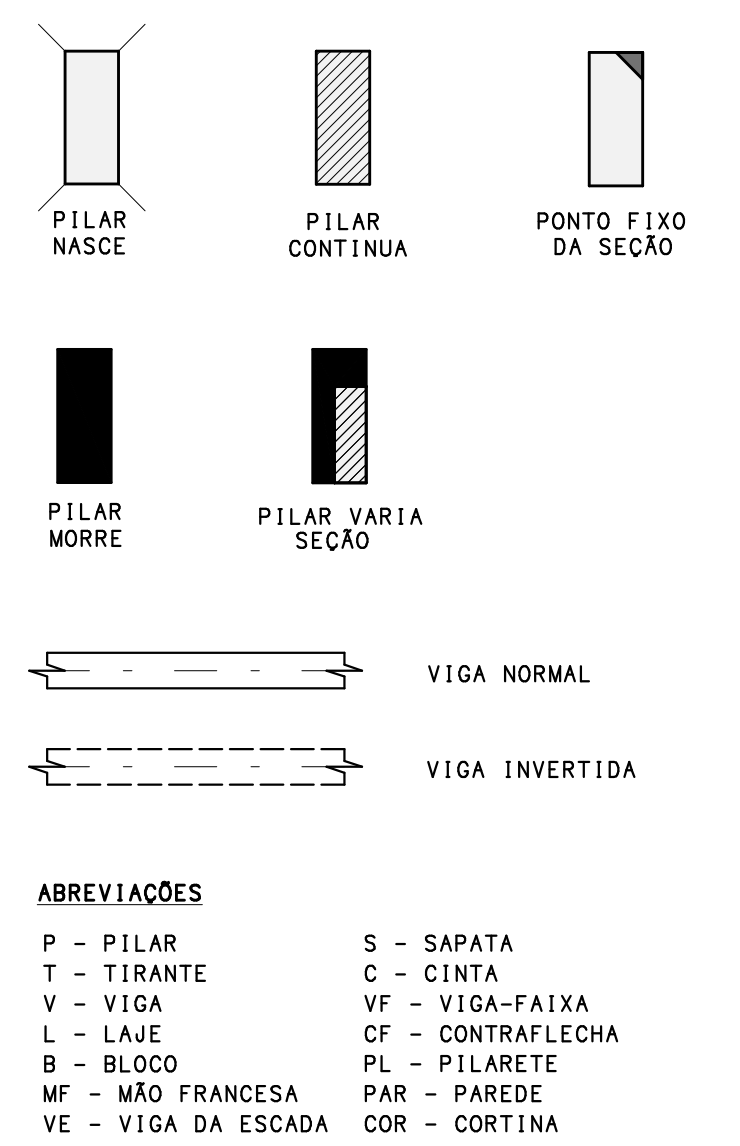 PILAR
NASCE
PILAR
CONTINUA
PONTO FIXO
DA SEÇÃO
PILAR
MORRE
PILAR VARIA
SEÇÃO
VIGA NORMAL
VIGA INVERTIDA
ABREVIAÇÕES
P - PILAR
T - TIRANTE
V - VIGA
L - LAJE
B - BLOCO
MF - MÃO FRANCESA
VE - VIGA DA ESCADA
S - SAPATA
C - CINTA
VF - VIGA-FAIXA
CF - CONTRAFLECHA
PL - PILARETE
PAR - PAREDE
COR - CORTINA